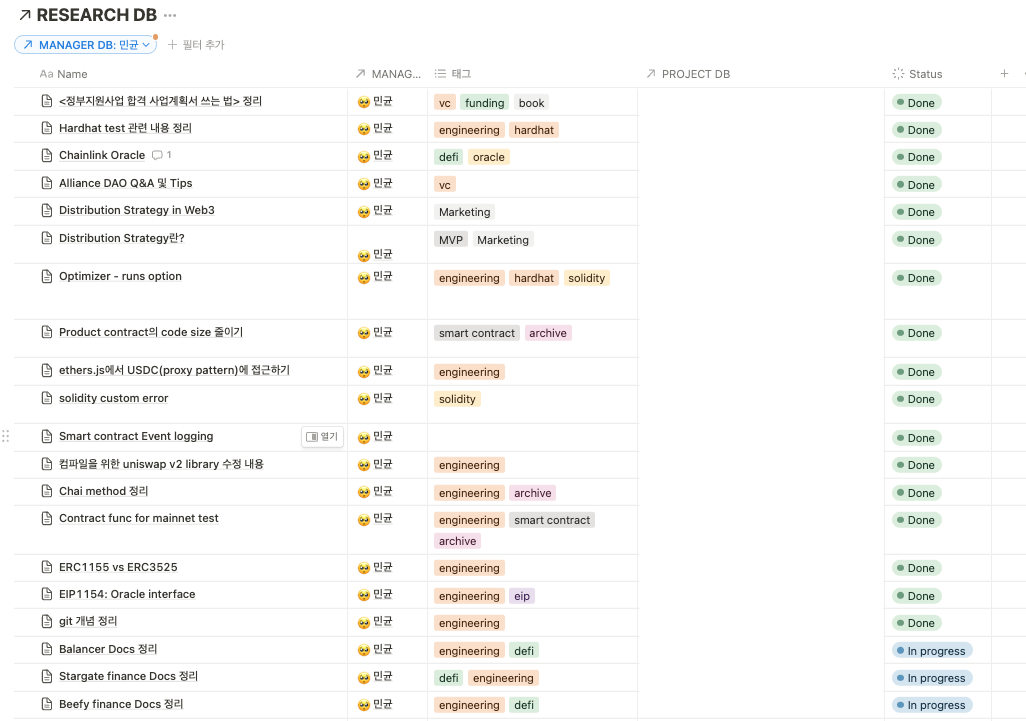 RESEARCH DB ...
MANAGER DB: 민균 + 필터 추가
Aa Name MANAG... 태그 PROJECT DB Status +
<정부지원사업 합격 사업계획서 쓰는 법> 정리 🥺 민균 vc funding book Done
Hardhat test 관련 내용 정리 🥺 민균 engineering hardhat Done
Chainlink Oracle 1 🥺 민균 defi oracle Done
Alliance DAO Q&A 및 Tips 🥺 민균 vc Done
Distribution Strategy in Web3 🥺 민균 Marketing Done
Distribution Strategy란? 🥺 민균 MVP Marketing Done
Optimizer - runs option 🥺 민균 engineering hardhat solidity Done
Product contract의 code size 줄이기 🥺 민균 smart contract archive Done
ethers.js에서 USDC(proxy pattern)에 접근하기 🥺 민균 engineering Done
solidity custom error 🥺 민균 solidity Done
Smart contract Event logging 열기 🥺 민균 Done
컴파일을 위한 uniswap v2 library 수정 내용 🥺 민균 engineering Done
Chai method 정리 🥺 민균 engineering archive Done
Contract func for mainnet test 🥺 민균 engineering smart contract Done
archive
ERC1155 vs ERC3525 🥺 민균 engineering Done
EIP1154: Oracle interface 🥺 민균 engineering eip Done
git 개념 정리 🥺 민균 engineering Done
Balancer Docs 정리 🥺 민균 engineering defi In progress
Stargate finance Docs 정리 🥺 민균 defi engineering In progress
Beefy finance Docs 정리 🥺 민균 engineering defi In progress